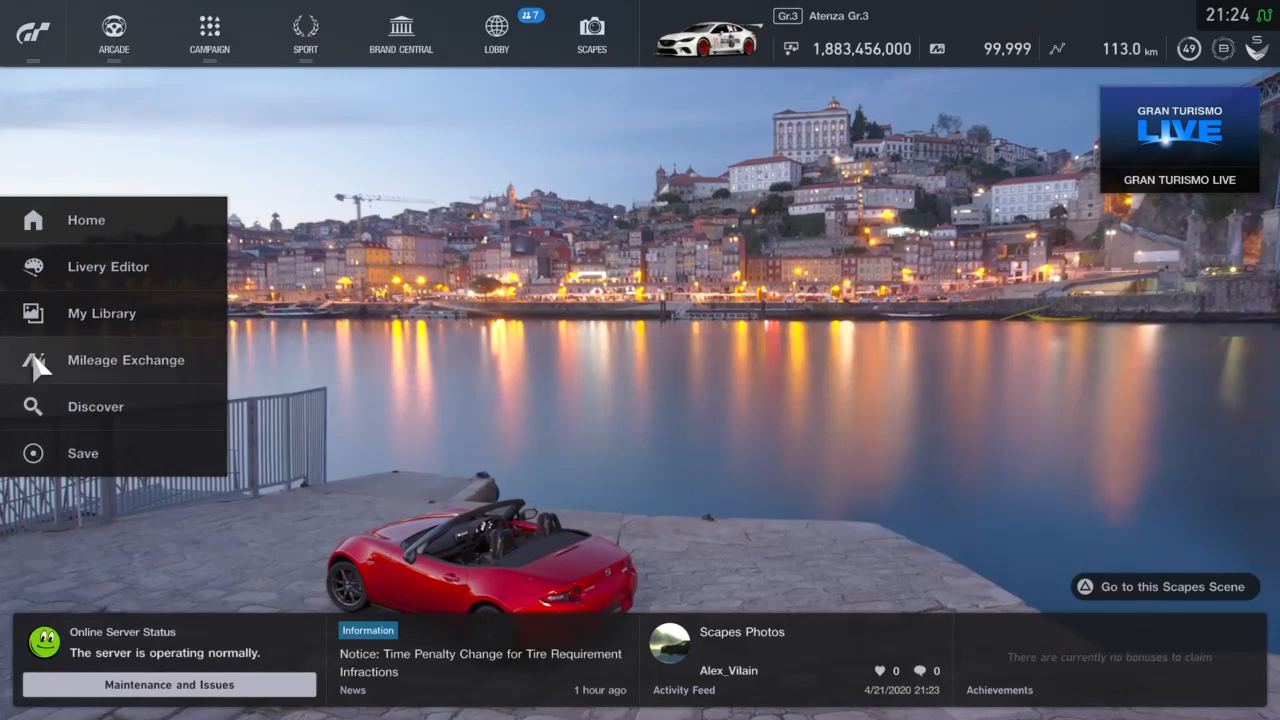 ARCADE
CAMPAIGN
SPORT
BRAND CENTRAL
7
LOBBY
SCAPES
Gr.3 Atenza Gr.3
1,883,456,000
99,999
113.0 km
21:24
49
B
S
GRAN TURISMO
LIVE
GRAN TURISMO LIVE
Home
Livery Editor
My Library
Mileage Exchange
Discover
Save
Go to this Scapes Scene
Online Server Status
The server is operating normally.
Maintenance and Issues
Information
Notice: Time Penalty Change for Tire Requirement
Infractions
News 1 hour ago
Scapes Photos
Alex_Vilain
0 0
Activity Feed 4/21/2020 21:23
There are currently no bonuses to claim
Achievements